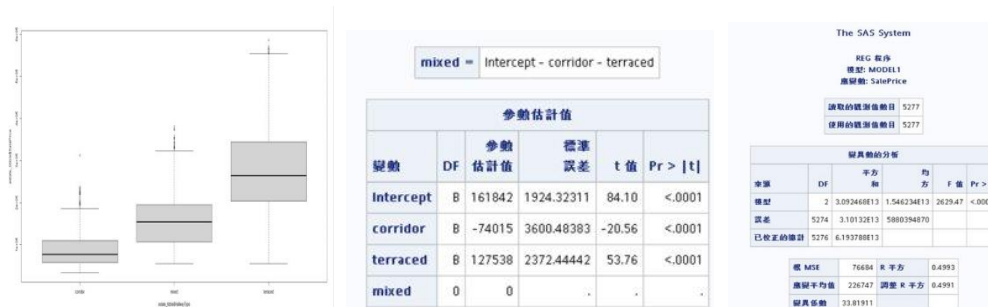 mixed = Intercept - corridor - terraced
參數估計值
變數 DF 參數估計值 標準誤差 t 值 Pr > |t|
Intercept B 161842 1924.32311 84.10 <.0001
corridor B -74015 3600.48383 -20.56 <.0001
terraced B 127538 2372.44442 53.76 <.0001
mixed 0 0 . . .
The SAS System
REG 程序
模型: MODEL1
應變數: SalePrice
讀取的觀測值數目 5277
使用的觀測值數目 5277
變異數的分析
來源 DF 平方和 均方 F 值 Pr >
模型 2 3.092468E13 1.546234E13 2629.47 <.000
誤差 5274 3.10132E13 5880394870
已校正的總計 5276 6.193788E13
根 MSE 76684 R 平方 0.4993
應變平均值 226747 調整 R 平方 0.4991
變異係數 33.81911